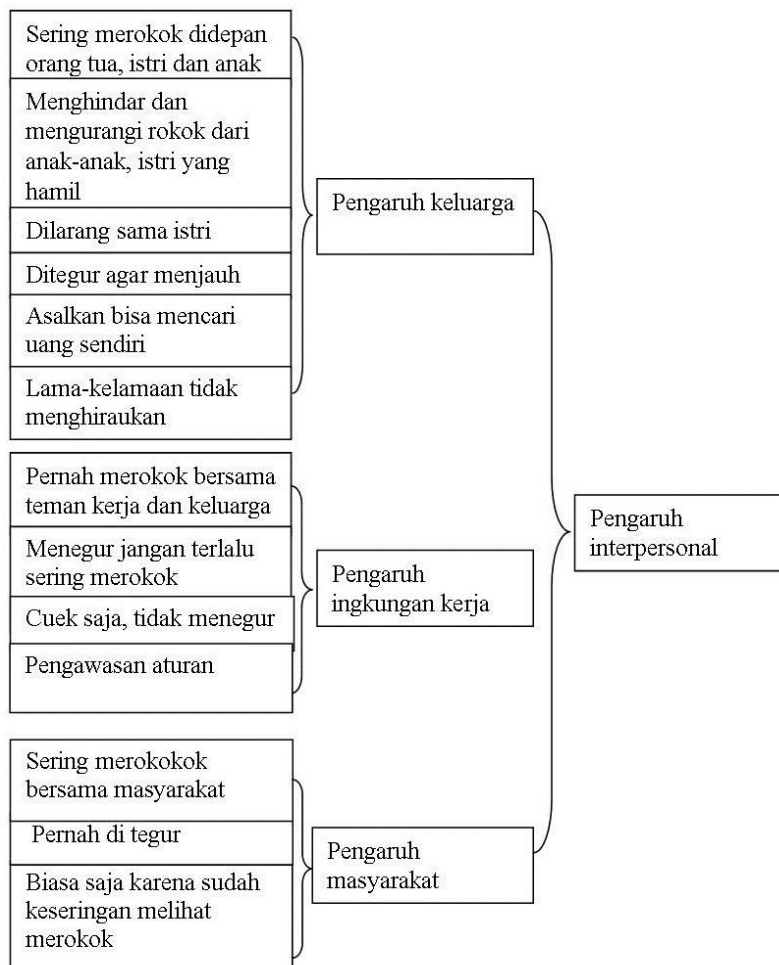 Sering merokok didepan
orang tua, istri dan anak
Menghindar dan
mengurangi rokok dari
anak-anak, istri yang
hamil
Dilarang sama istri
Ditegur agar menjauh
Asalkan bisa mencari
uang sendiri
Lama-kelamaan tidak
menghiraukan
Pengaruh keluarga
Pernah merokok bersama
teman kerja dan keluarga
Menegur jangan terlalu
sering merokok
Cuek saja, tidak menegur
Pengawasan aturan
Pengaruh
ingkungan kerja
Sering merokokok
bersama masyarakat
Pernah di tegur
Biasa saja karena sudah
keseringan melihat
merokok
Pengaruh
masyarakat
Pengaruh
interpersonal